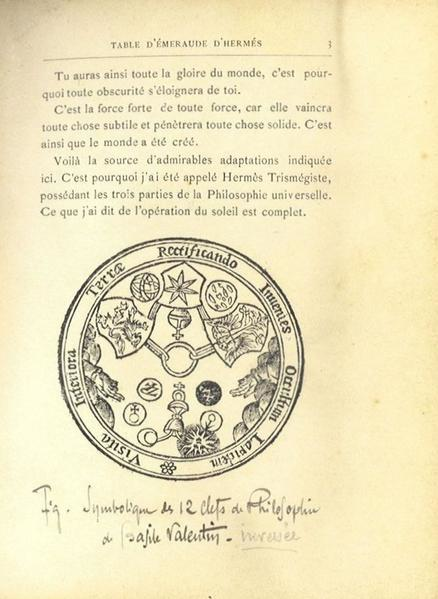 TABLE D'ÉMERAUDE D'HERMÉS 3
Tu auras ainsi toute la gloire du monde, c'est pour-
quoi toute obscurité s'éloignera de toi.
C'est la force forte de toute force, car elle vaincra
toute chose subtile et pénètrera toute chose solide. C'est
ainsi que le monde a été créé.
Voilà la source d'admirables adaptations indiquée
ici. C'est pourquoi j'ai été appelé Hermès Trismégiste,
possédant les trois parties de la Philosophie universelle.
Ce que j'ai dit de l'opération du soleil est complet.
Visita Interiora Terræ Rectificando Inuenies Occultum Lapidem
Fig. Symbolique des 12 Clefs de Philosophie
de Basile Valentin - inversée